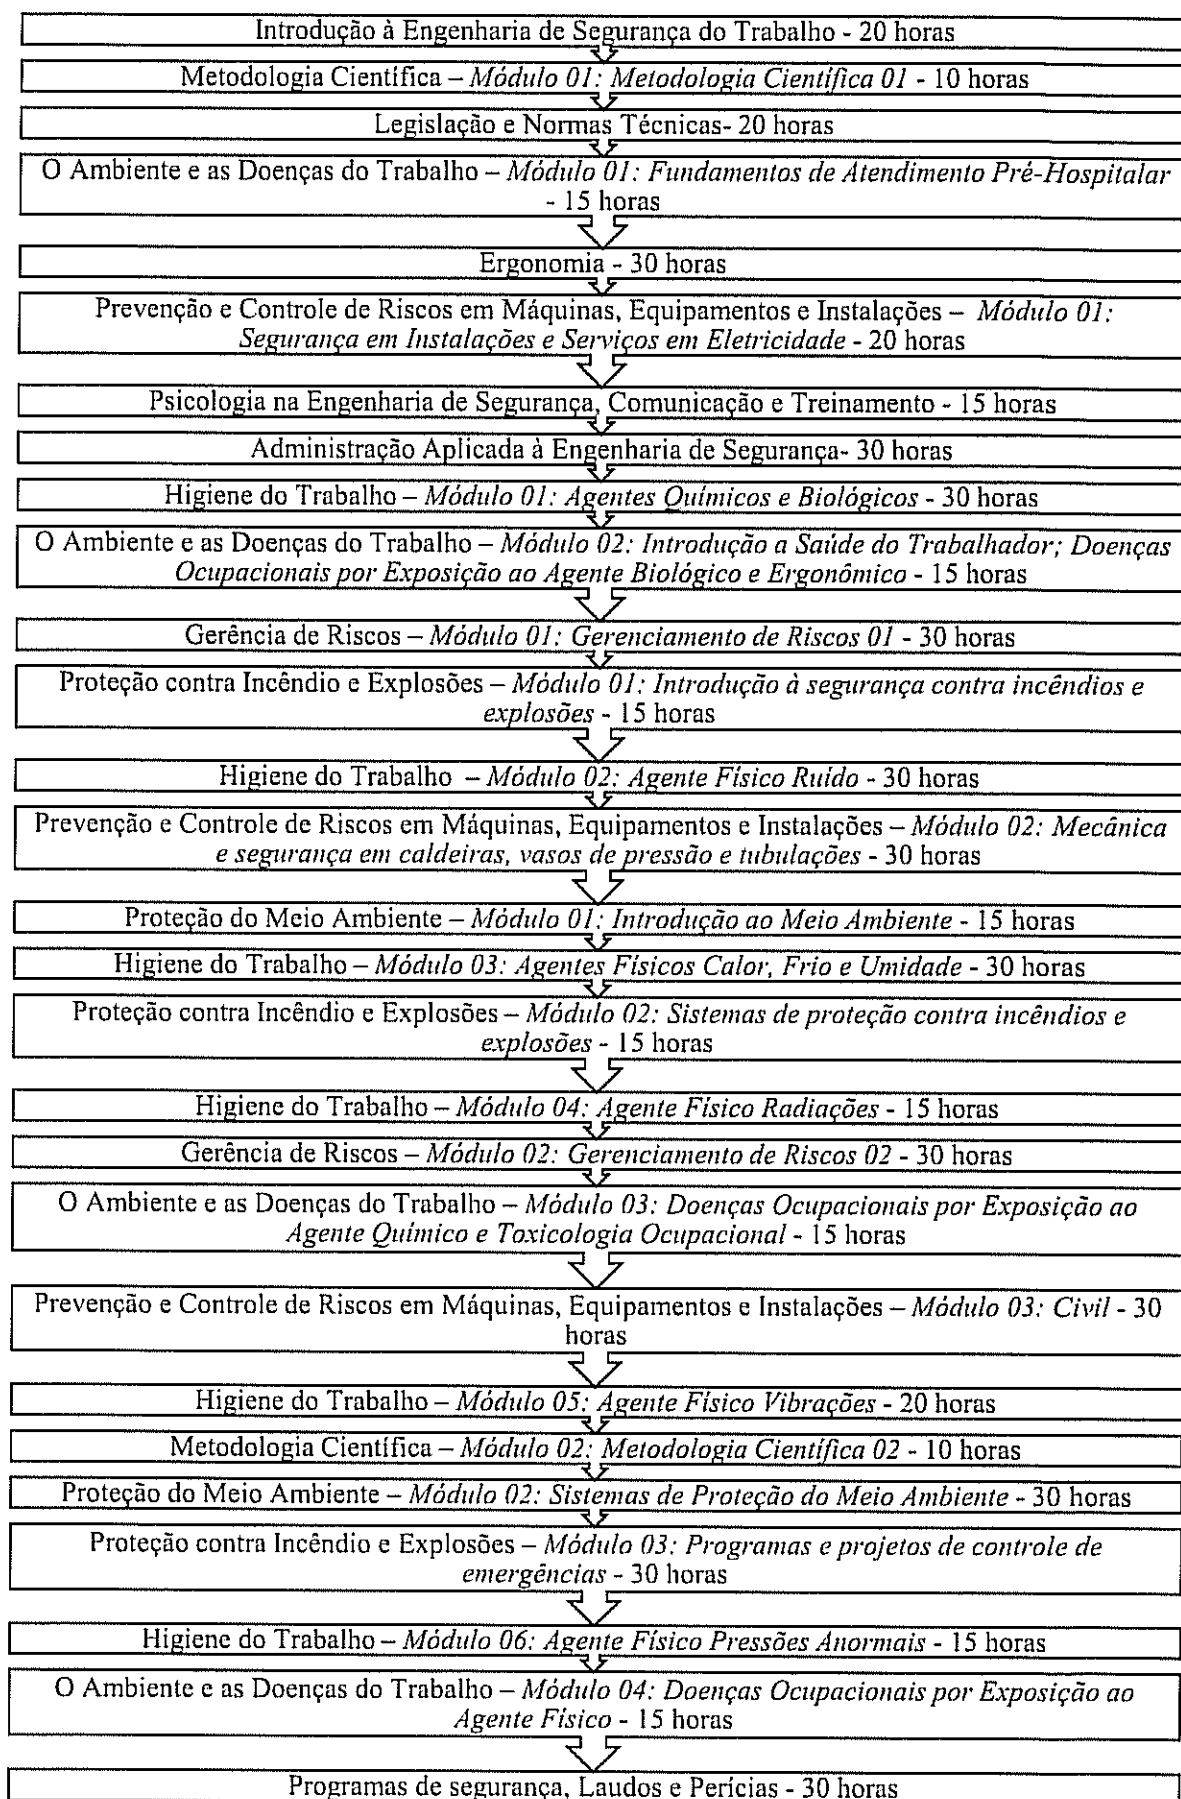 Introdução à Engenharia de Segurança do Trabalho - 20 horas
Metodologia Científica – Módulo 01: Metodologia Científica 01 - 10 horas
Legislação e Normas Técnicas- 20 horas
O Ambiente e as Doenças do Trabalho – Módulo 01: Fundamentos de Atendimento Pré-Hospitalar
- 15 horas
Ergonomia - 30 horas
Prevenção e Controle de Riscos em Máquinas, Equipamentos e Instalações – Módulo 01:
Segurança em Instalações e Serviços em Eletricidade - 20 horas
Psicologia na Engenharia de Segurança, Comunicação e Treinamento - 15 horas
Administração Aplicada à Engenharia de Segurança- 30 horas
Higiene do Trabalho – Módulo 01: Agentes Químicos e Biológicos - 30 horas
O Ambiente e as Doenças do Trabalho – Módulo 02: Introdução a Saúde do Trabalhador; Doenças
Ocupacionais por Exposição ao Agente Biológico e Ergonômico - 15 horas
Gerência de Riscos – Módulo 01: Gerenciamento de Riscos 01 - 30 horas
Proteção contra Incêndio e Explosões – Módulo 01: Introdução à segurança contra incêndios e
explosões - 15 horas
Higiene do Trabalho – Módulo 02: Agente Físico Ruído - 30 horas
Prevenção e Controle de Riscos em Máquinas, Equipamentos e Instalações – Módulo 02: Mecânica
e segurança em caldeiras, vasos de pressão e tubulações - 30 horas
Proteção do Meio Ambiente – Módulo 01: Introdução ao Meio Ambiente - 15 horas
Higiene do Trabalho – Módulo 03: Agentes Físicos Calor, Frio e Umidade - 30 horas
Proteção contra Incêndio e Explosões – Módulo 02: Sistemas de proteção contra incêndios e
explosões - 15 horas
Higiene do Trabalho – Módulo 04: Agente Físico Radiações - 15 horas
Gerência de Riscos – Módulo 02: Gerenciamento de Riscos 02 - 30 horas
O Ambiente e as Doenças do Trabalho – Módulo 03: Doenças Ocupacionais por Exposição ao
Agente Químico e Toxicologia Ocupacional - 15 horas
Prevenção e Controle de Riscos em Máquinas, Equipamentos e Instalações – Módulo 03: Civil - 30
horas
Higiene do Trabalho – Módulo 05: Agente Físico Vibrações - 20 horas
Metodologia Científica – Módulo 02: Metodologia Científica 02 - 10 horas
Proteção do Meio Ambiente – Módulo 02: Sistemas de Proteção do Meio Ambiente - 30 horas
Proteção contra Incêndio e Explosões – Módulo 03: Programas e projetos de controle de
emergências - 30 horas
Higiene do Trabalho – Módulo 06: Agente Físico Pressões Anormais - 15 horas
O Ambiente e as Doenças do Trabalho – Módulo 04: Doenças Ocupacionais por Exposição ao
Agente Físico - 15 horas
Programas de segurança, Laudos e Perícias - 30 horas